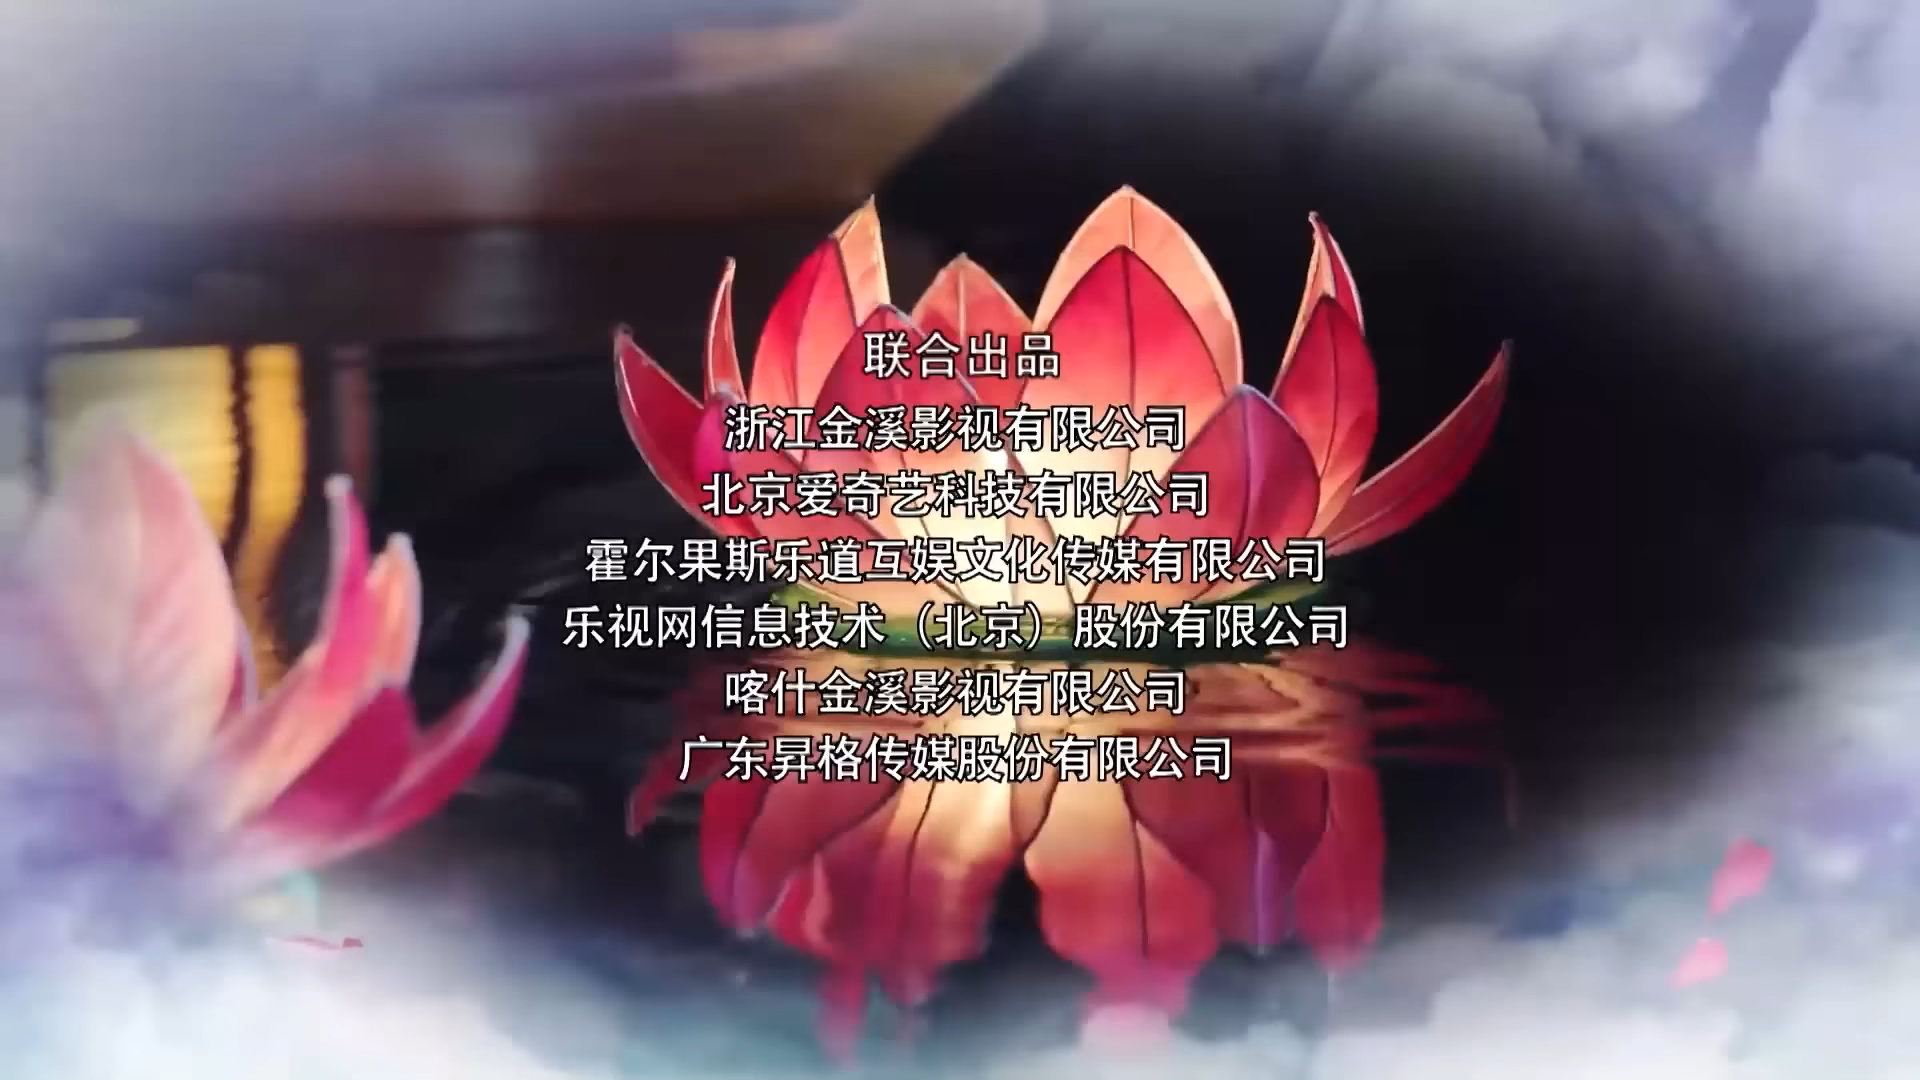 联合出品
浙江金溪影视有限公司
北京爱奇艺科技有限公司
霍尔果斯乐道互娱文化传媒有限公司
乐视网信息技术（北京）股份有限公司
喀什金溪影视有限公司
广东昇格传媒股份有限公司